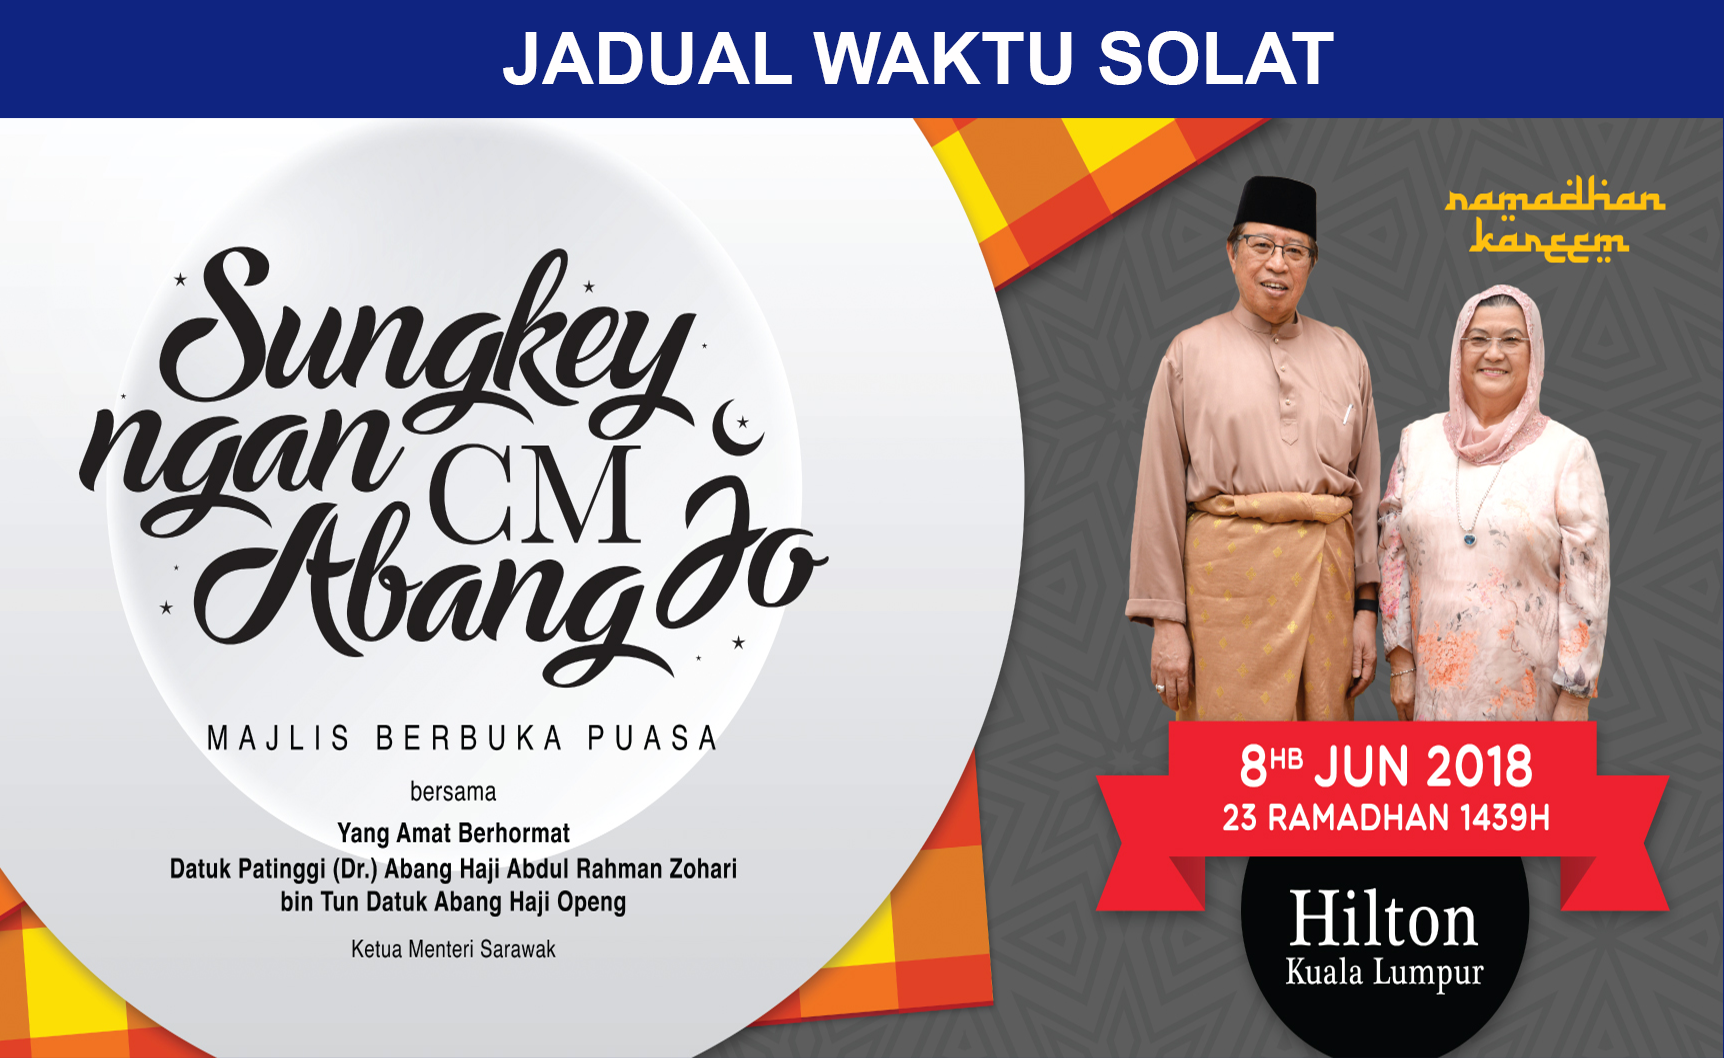 JADUAL WAKTU SOLAT
Sungkey
ngan CM
Abang Jo
MAJLIS BERBUKA PUASA
bersama
Yang Amat Berhormat
Datuk Patinggi (Dr.) Abang Haji Abdul Rahman Zohari
bin Tun Datuk Abang Haji Openg
Ketua Menteri Sarawak
ramadhan
kareem
8HB JUN 2018
23 RAMADHAN 1439H
Hilton
Kuala Lumpur